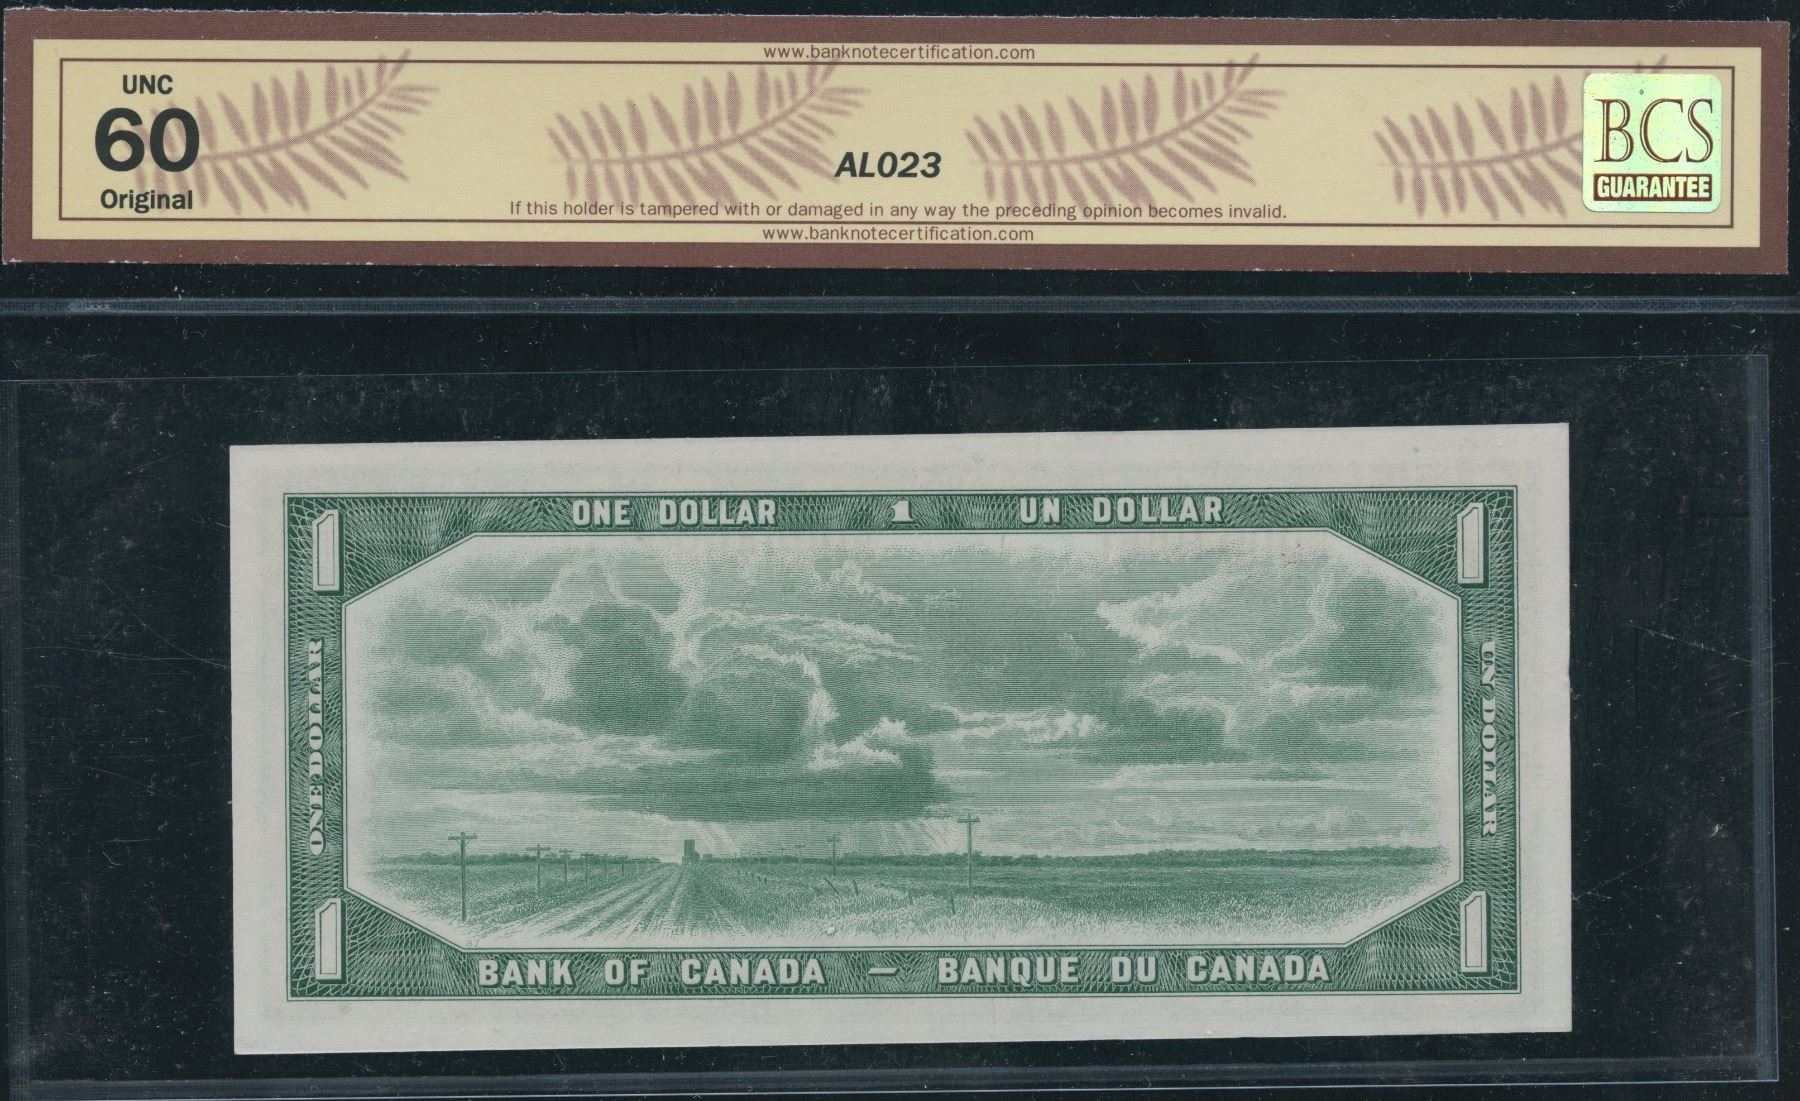 www.banknotecertification.com
UNC
60
Original
AL023
BCS
GUARANTEE
If this holder is tampered with or damaged in any way the preceding opinion becomes invalid.
www.banknotecertification.com
ONE DOLLAR 1 UN DOLLAR
1
1
ONE DOLLAR
UN DOLLAR
1
1
BANK OF CANADA — BANQUE DU CANADA